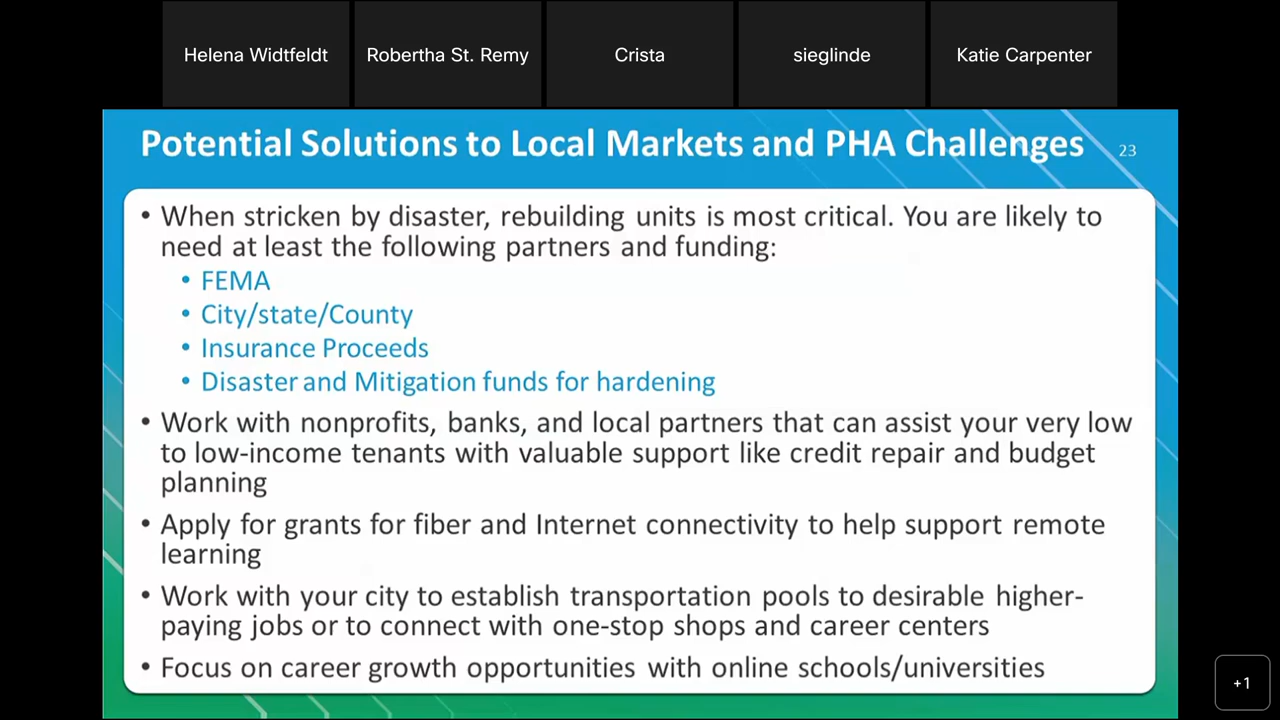 Helena Widtfeldt
Robertha St. Remy
Crista
sieglinde
Katie Carpenter
Potential Solutions to Local Markets and PHA Challenges
23
• When stricken by disaster, rebuilding units is most critical. You are likely to
need at least the following partners and funding:
• FEMA
• City/state/County
• Insurance Proceeds
• Disaster and Mitigation funds for hardening
• Work with nonprofits, banks, and local partners that can assist your very low
to low-income tenants with valuable support like credit repair and budget
planning
• Apply for grants for fiber and Internet connectivity to help support remote
learning
• Work with your city to establish transportation pools to desirable higher-
paying jobs or to connect with one-stop shops and career centers
• Focus on career growth opportunities with online schools/universities
+1